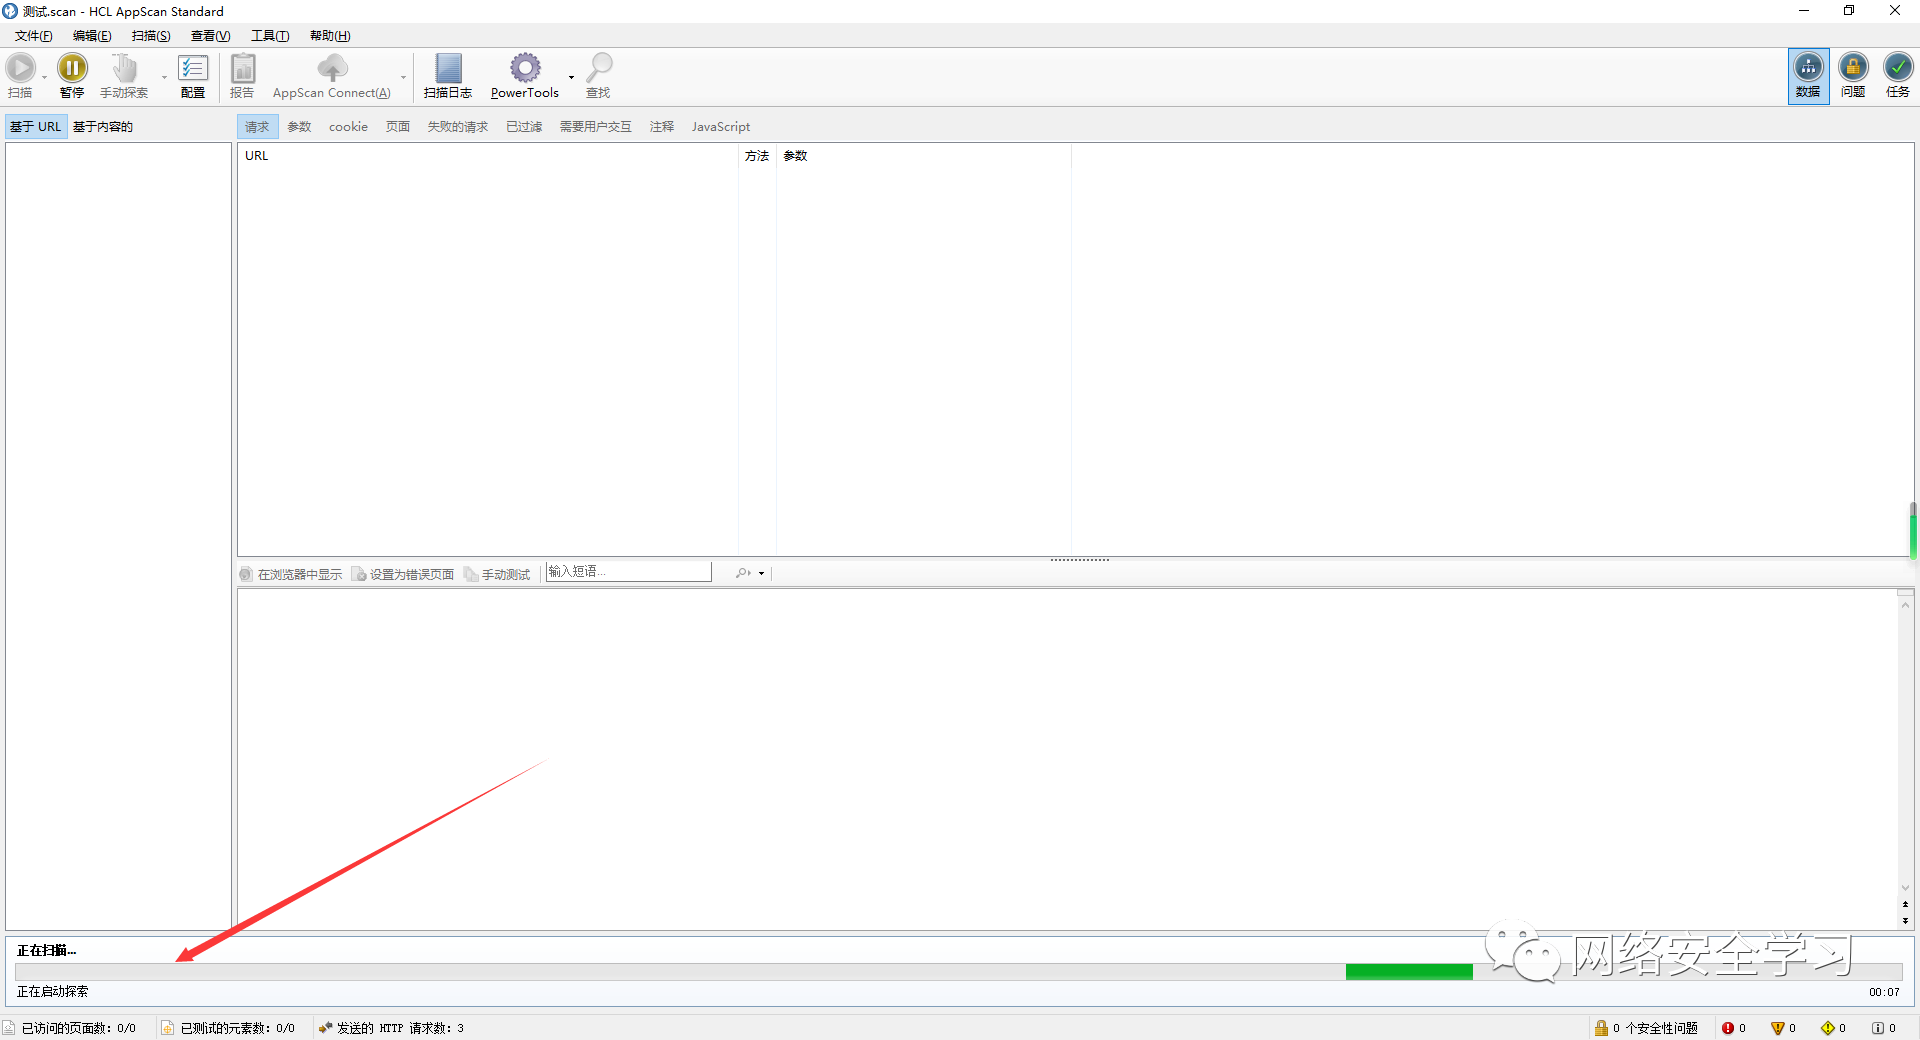 测试.scan - HCL AppScan Standard
文件(F) 编辑(E) 扫描(S) 查看(V) 工具(T) 帮助(H)
扫描 暂停 手动探索 配置 报告 AppScan Connect(A) 扫描日志 PowerTools 查找 数据 问题 任务
基于 URL 基于内容的 请求 参数 cookie 页面 失败的请求 已过滤 需要用户交互 注释 JavaScript
URL 方法 参数
在浏览器中显示 设置为错误页面 手动测试 输入短语...
正在扫描...
网络安全学习
正在启动探索 00:07
已访问的页面数: 0/0 已测试的元素数: 0/0 发送的 HTTP 请求数: 3 0 个安全性问题 0 0 0 0